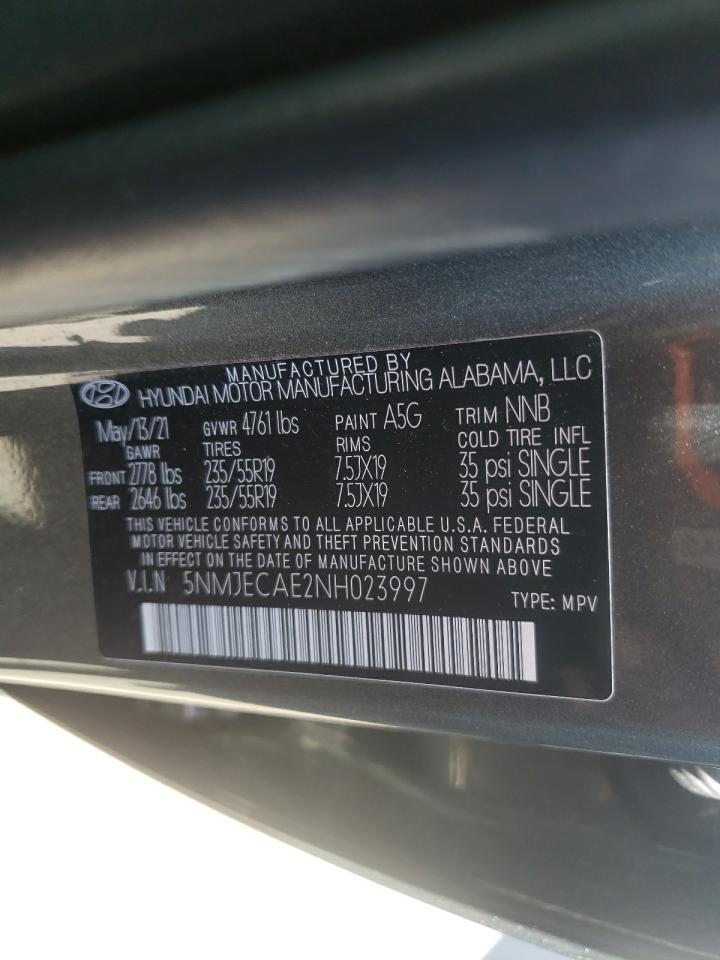 MANUFACTURED BY
HYUNDAI MOTOR MANUFACTURING ALABAMA, LLC
May/13/21 GVWR 4761 lbs PAINT A5G TRIM NNB
GAWR TIRES RIMS COLD TIRE INFL
FRONT 2778 lbs 235/55R19 7.5JX19 35 psi SINGLE
REAR 2646 lbs 235/55R19 7.5JX19 35 psi SINGLE
THIS VEHICLE CONFORMS TO ALL APPLICABLE U.S.A. FEDERAL
MOTOR VEHICLE SAFETY AND THEFT PREVENTION STANDARDS
IN EFFECT ON THE DATE OF MANUFACTURE SHOWN ABOVE
V.I.N 5NMJECAE2NH023997 TYPE: MPV